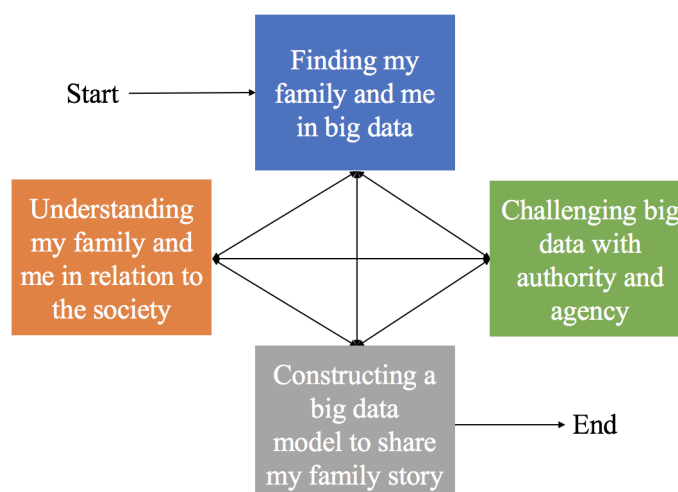 Finding my
family and me
in big data
Start
Understanding
my family and
me in relation to
the society
Challenging big
data with
authority and
agency
Constructing a
big data
model to share
my family story
End